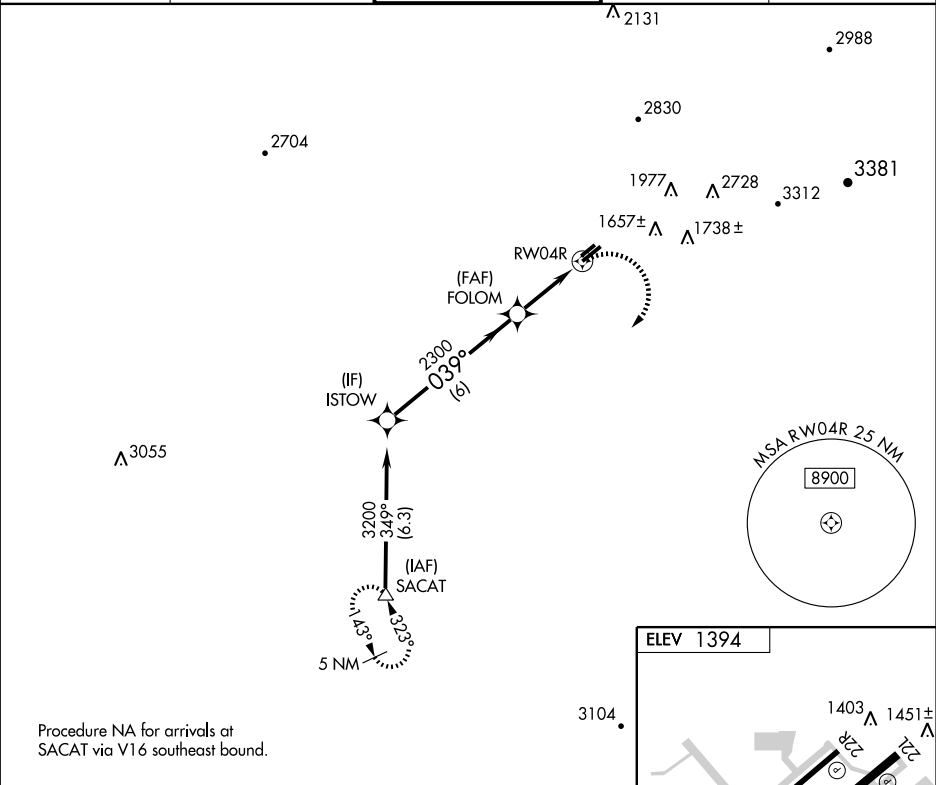 2131
2988
2830
2704
3381
1977
2728
3312
1657±
1738±
RW04R
(FAF)
FOLOM
2300
039°
(6)
(IF)
ISTOW
3055
MSA RW04R 25 NM
8900
3200
349°
(6.3)
(IAF)
SACAT
143°
323°
5 NM
ELEV 1394
3104
1403
1451±
22R
22L
P
P
Procedure NA for arrivals at
SACAT via V16 southeast bound.